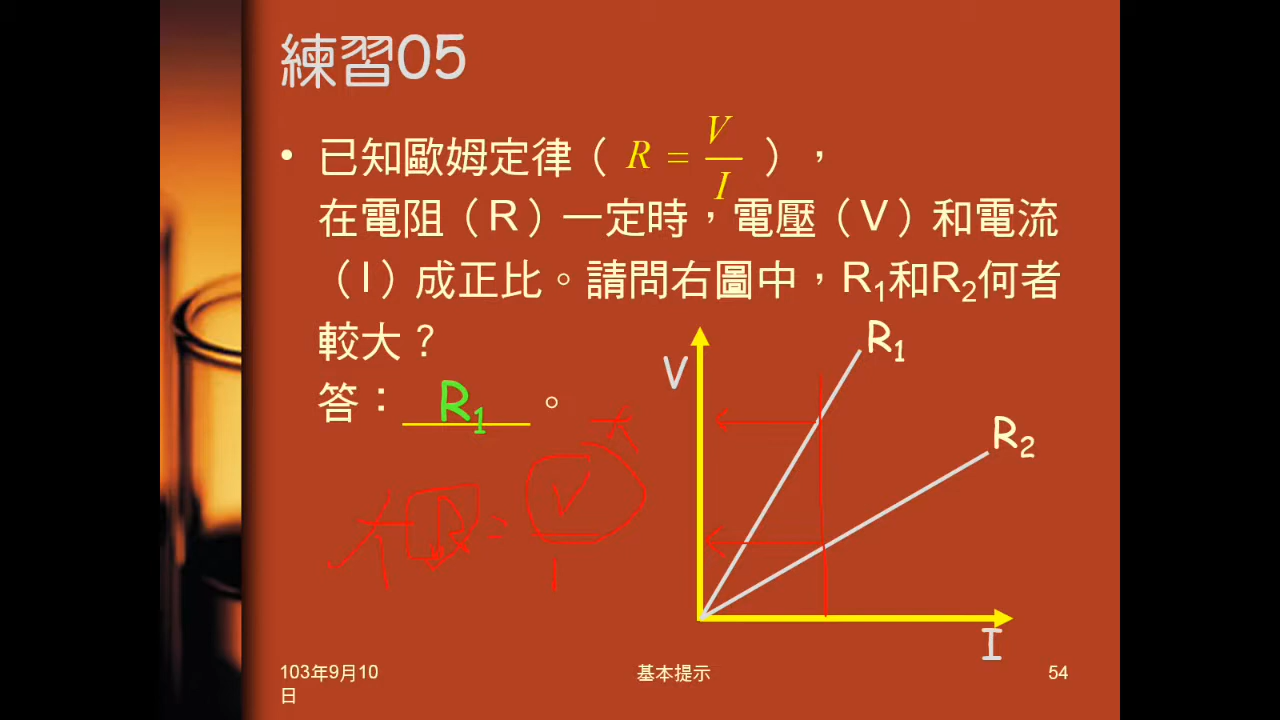 練習05
• 已知歐姆定律（ R = V/I ），
在電阻（R）一定時，電壓（V）和電流
（I）成正比。請問右圖中，R₁和R₂何者
較大？
答：R₁。
R₁
V
R₂
I
大
大 R = V
I
103年9月10日
基本提示
54